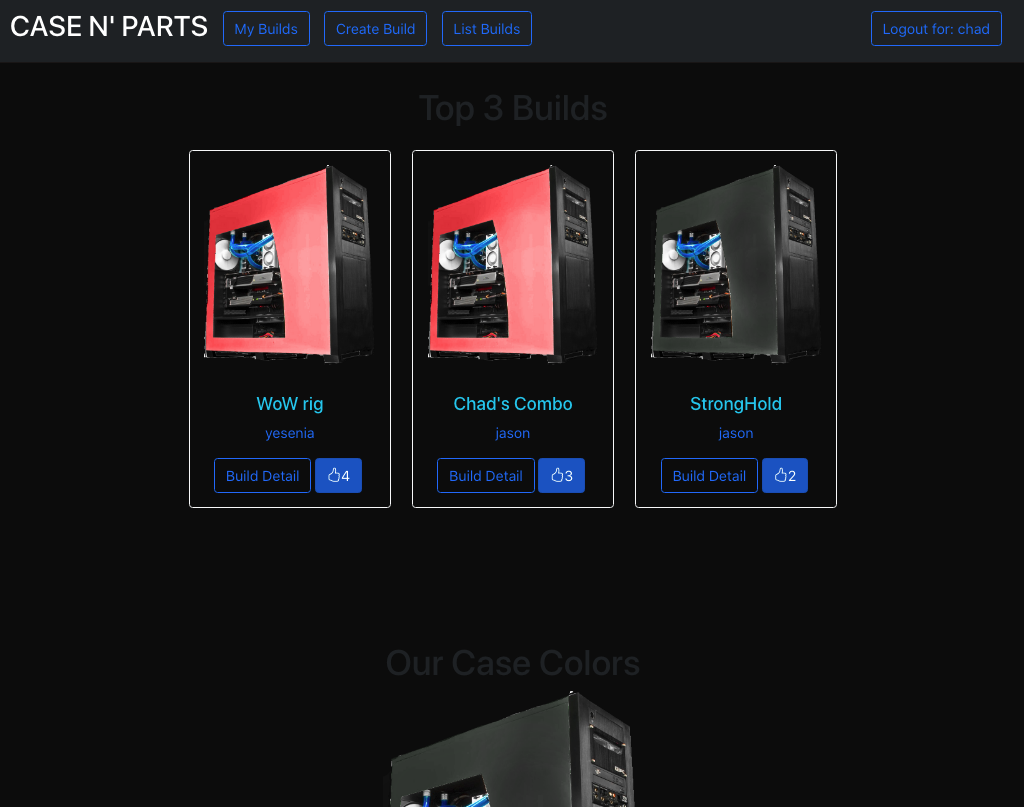 CASE N' PARTS
My Builds
Create Build
List Builds
Logout for: chad
Top 3 Builds
WoW rig
yesenia
Build Detail
4
Chad's Combo
jason
Build Detail
3
StrongHold
jason
Build Detail
2
Our Case Colors